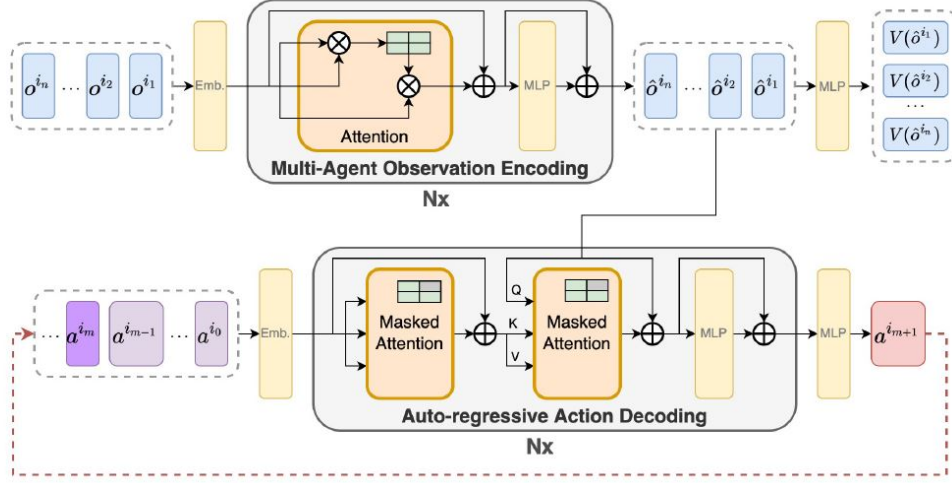 o^{i_n} ... o^{i_2} o^{i_1}
Emb.
Attention
MLP
Multi-Agent Observation Encoding
Nx
ô^{i_n} ... ô^{i_2} ô^{i_1}
MLP
V(ô^{i_1})
V(ô^{i_2})
...
V(ô^{i_n})
... a^{i_m} a^{i_{m-1}} ... a^{i_0}
Emb.
Masked
Attention
Q
K
V
Masked
Attention
MLP
Auto-regressive Action Decoding
Nx
MLP
a^{i_{m+1}}